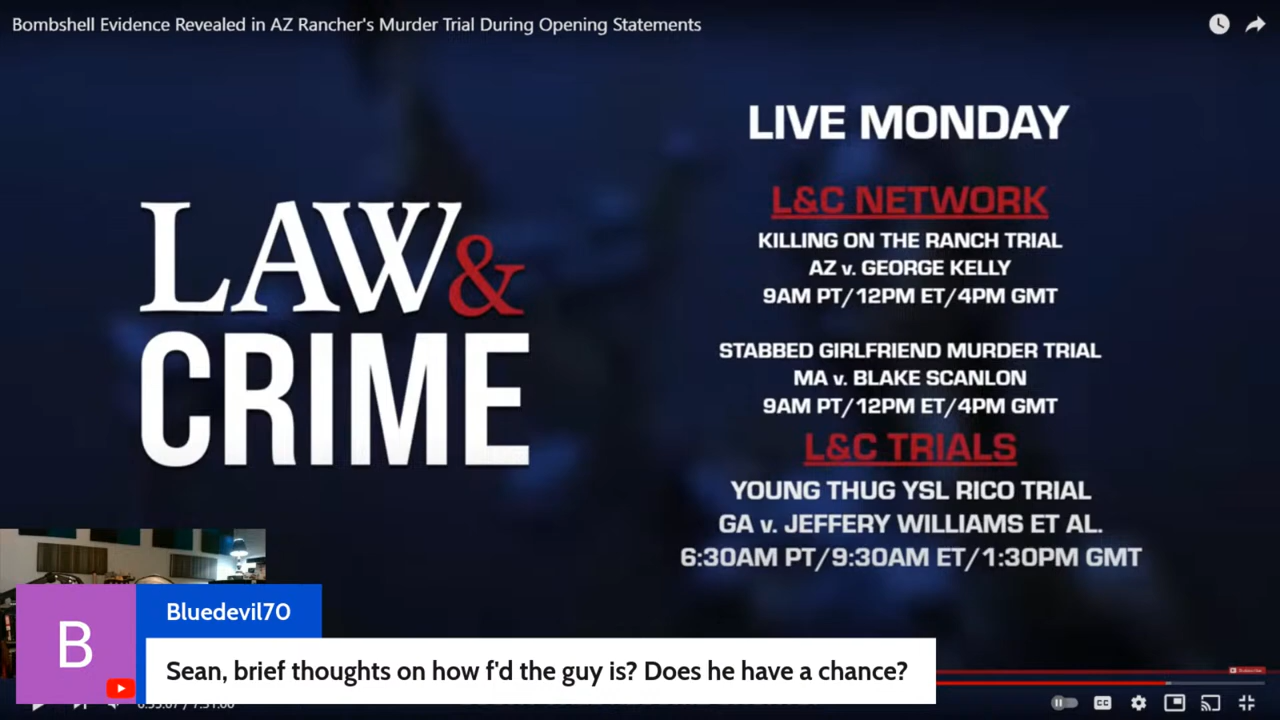 Bombshell Evidence Revealed in AZ Rancher's Murder Trial During Opening Statements
LIVE MONDAY
L&C NETWORK
KILLING ON THE RANCH TRIAL
AZ v. GEORGE KELLY
9AM PT/12PM ET/4PM GMT
STABBED GIRLFRIEND MURDER TRIAL
MA v. BLAKE SCANLON
9AM PT/12PM ET/4PM GMT
L&C TRIALS
YOUNG THUG YSL RICO TRIAL
GA v. JEFFERY WILLIAMS ET AL.
6:30AM PT/9:30AM ET/1:30PM GMT
LAW&
CRIME
B
Bluedevil70
Sean, brief thoughts on how f'd the guy is? Does he have a chance?
CC